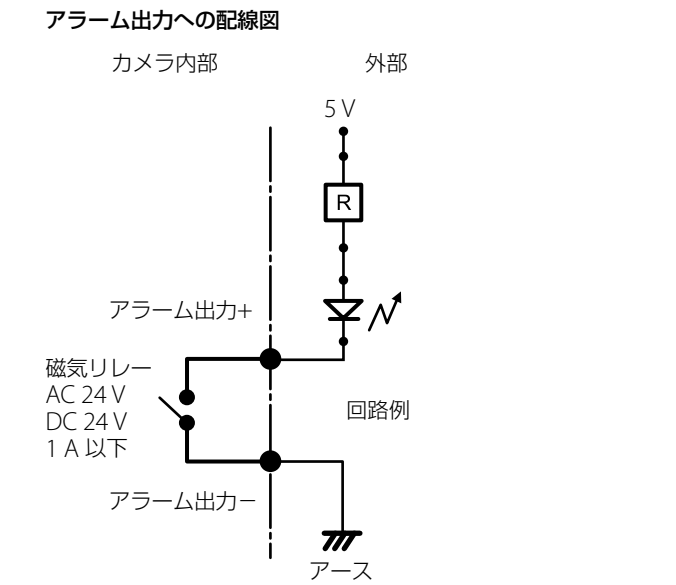 アラーム出力への配線図
カメラ内部
外部
5 V
R
アラーム出力+
磁気リレー
AC 24 V
DC 24 V
1 A 以下
回路例
アラーム出力−
アース